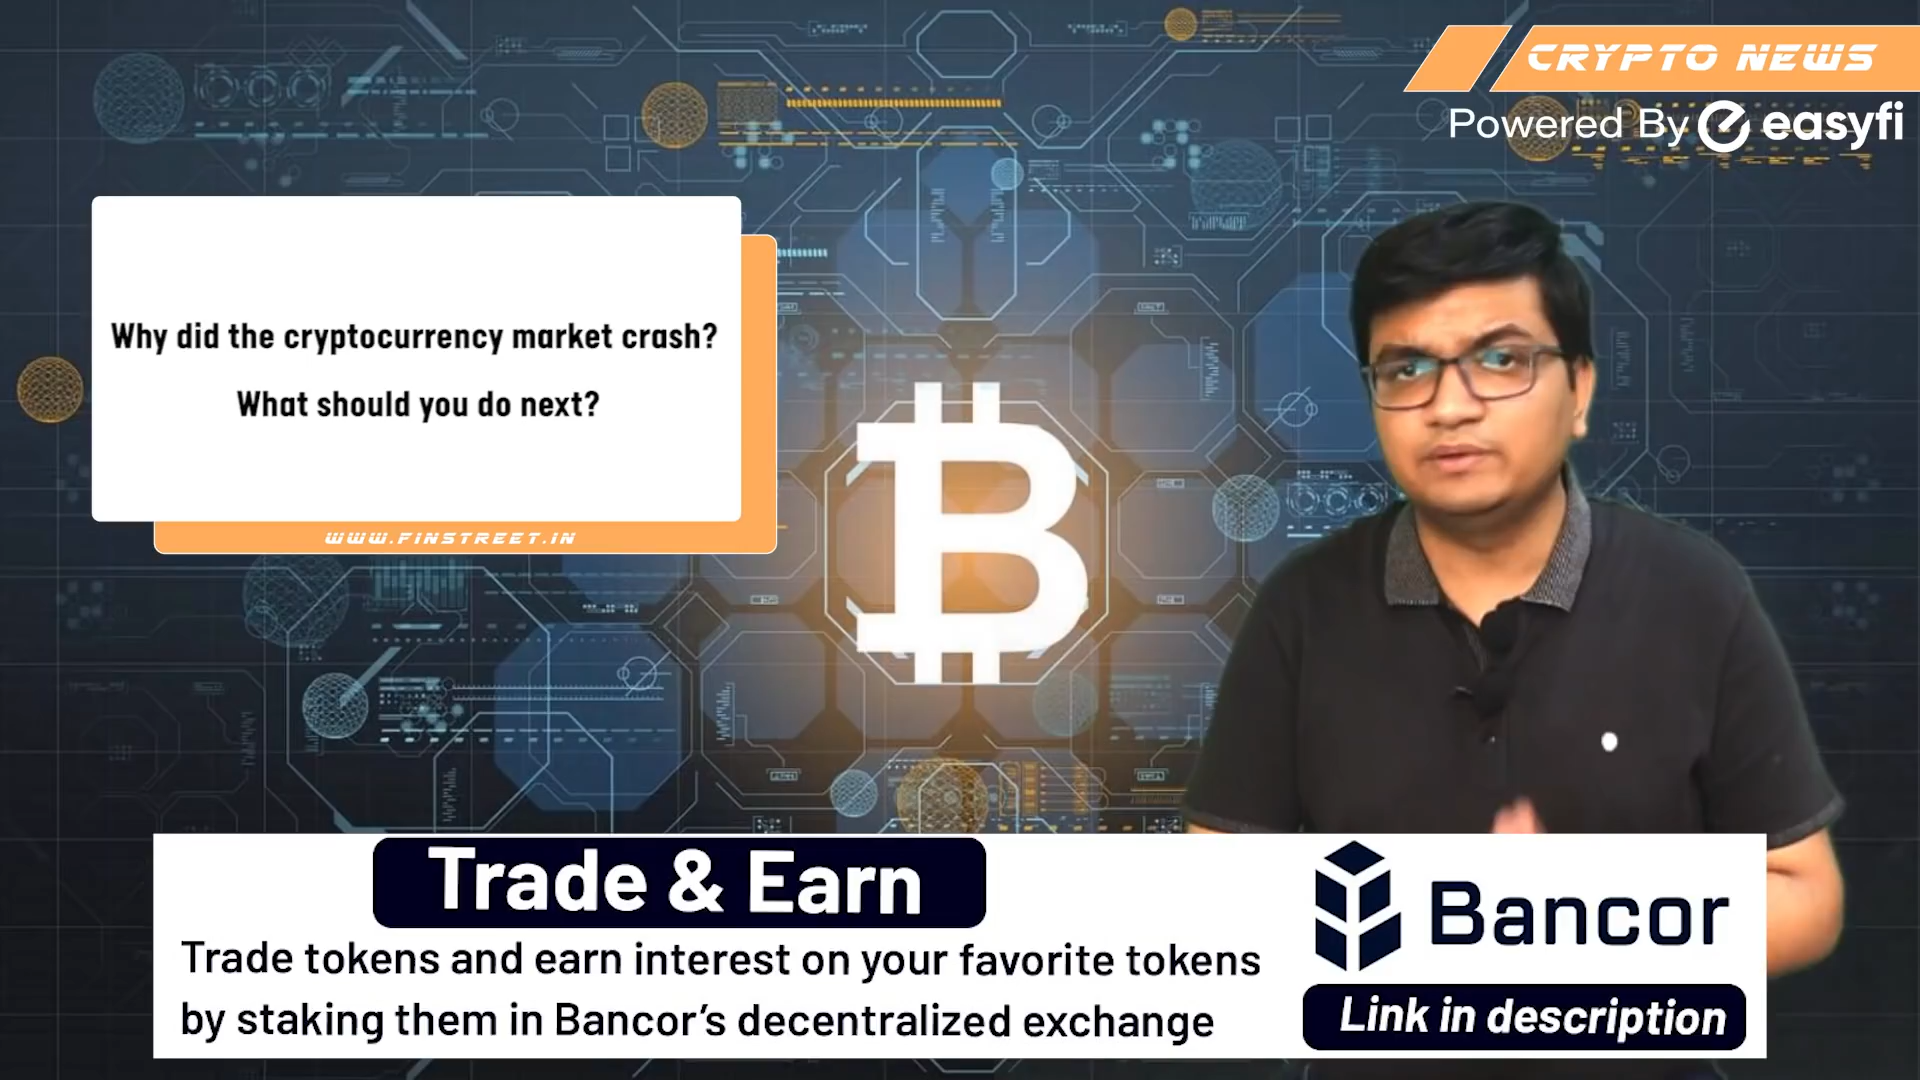 CRYPTO NEWS
Powered By easyfi
Why did the cryptocurrency market crash?
What should you do next?
WWW.FINSTREET.IN
Trade & Earn
Trade tokens and earn interest on your favorite tokens
by staking them in Bancor's decentralized exchange
Bancor
Link in description